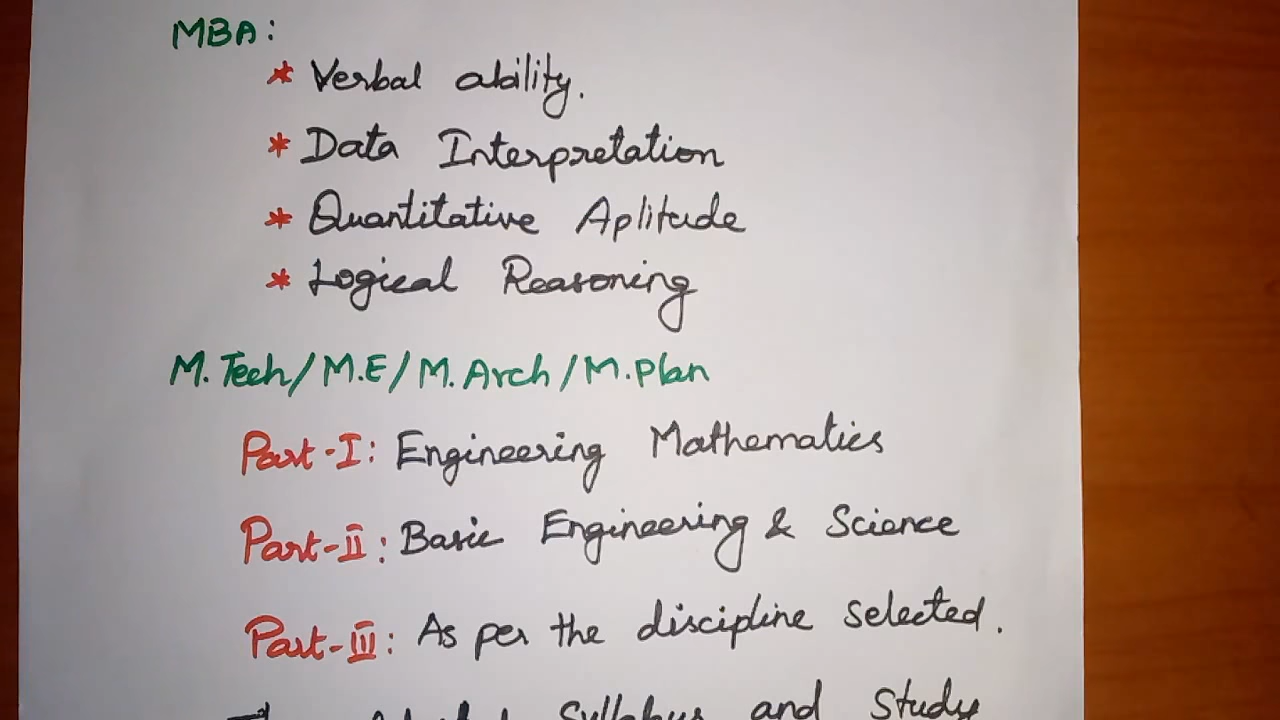 MBA:
* Verbal ability.
* Data Interpretation
* Quantitative Aptitude
* Logical Reasoning
M.Tech/M.E/M.Arch/M.Plan
Part-I: Engineering Mathematics
Part-II: Basic Engineering & Science
Part-III: As per the discipline selected.
Syllabus and Study